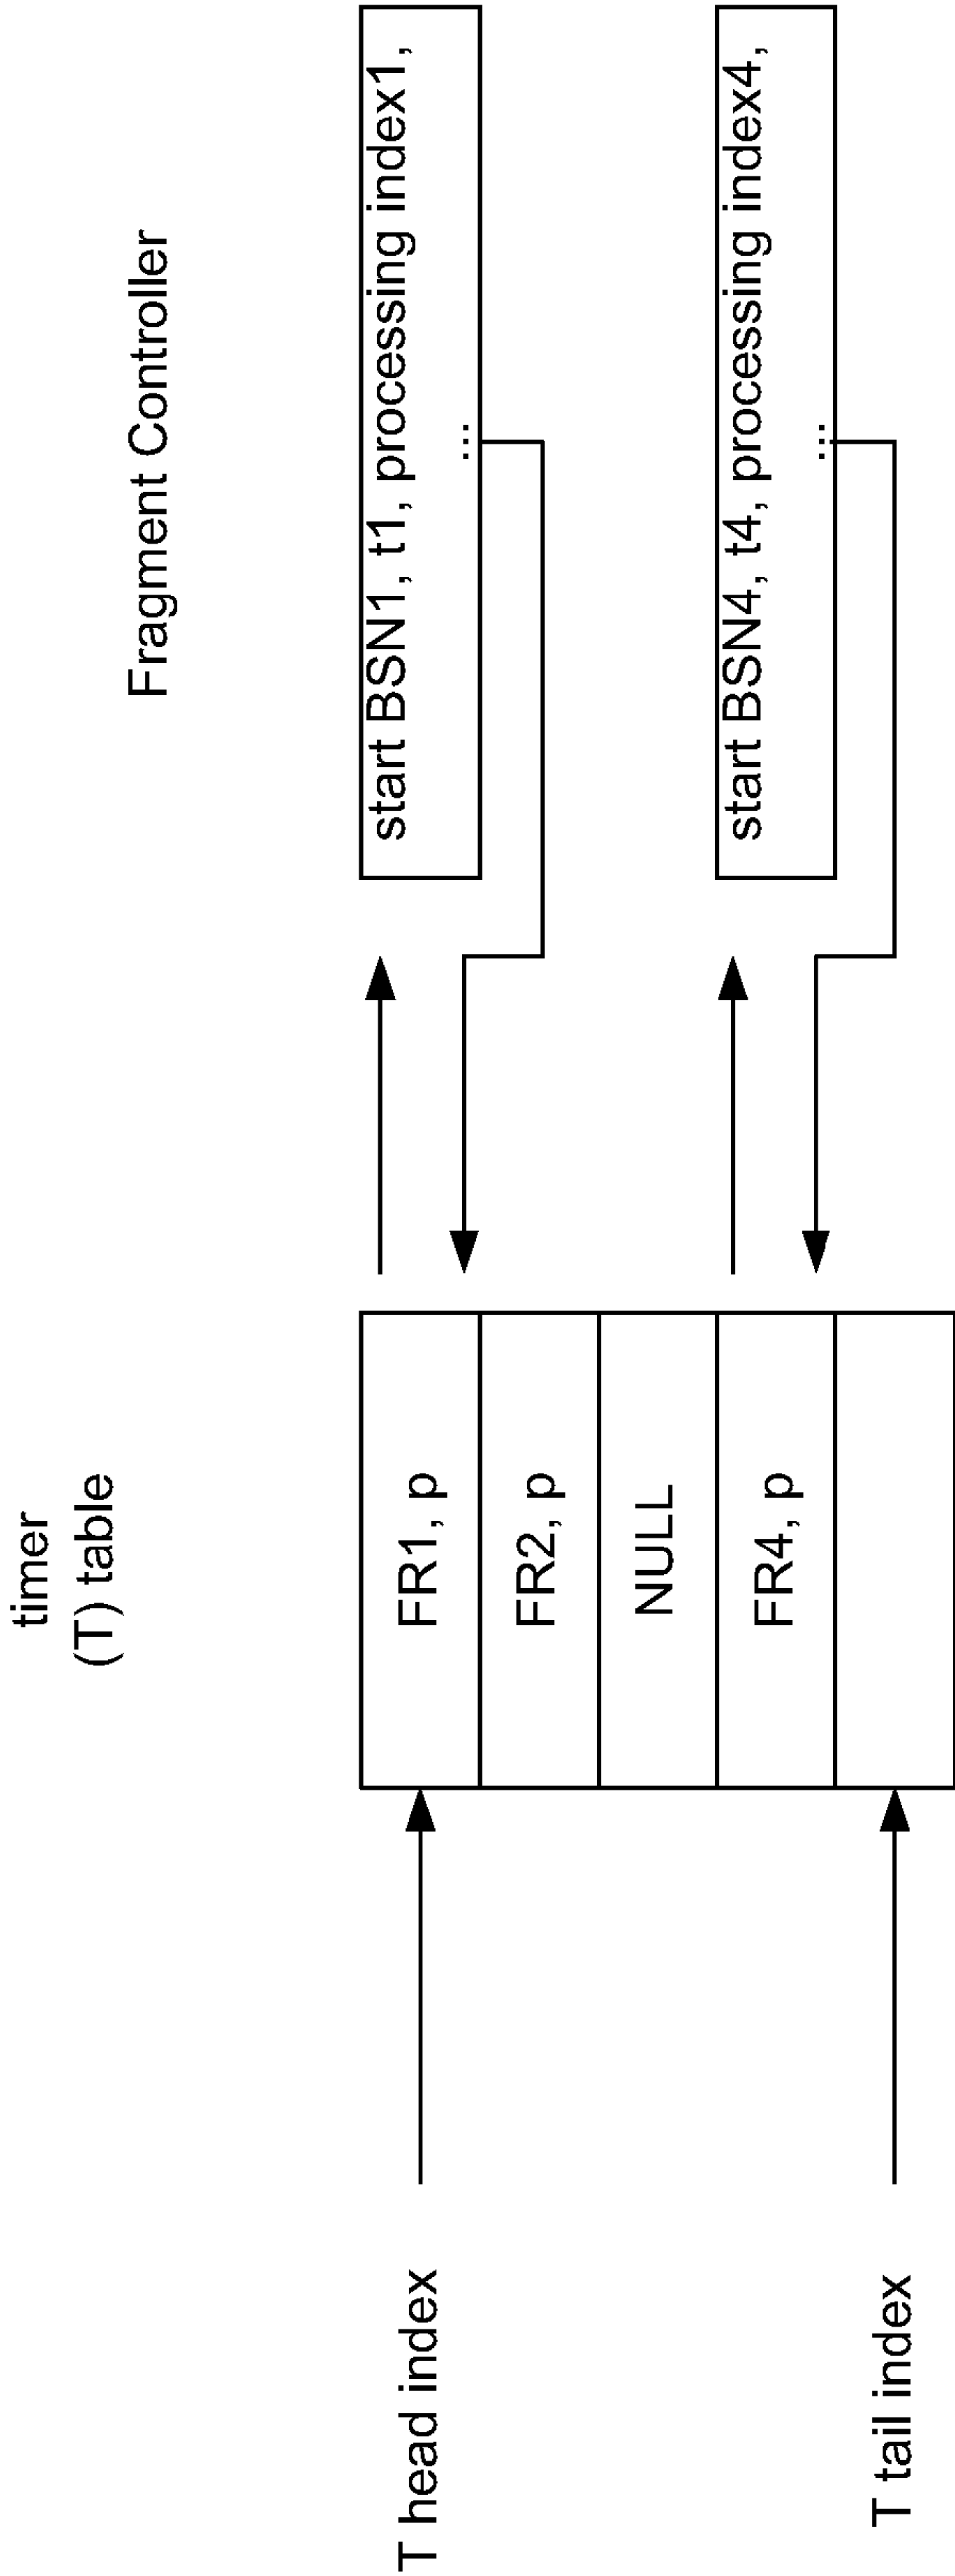 timer
(T) table
Fragment Controller
T head index
FR1, p
start BSN1, t1, processing index1,
...
FR2, p
NULL
FR4, p
start BSN4, t4, processing index4,
...
T tail index